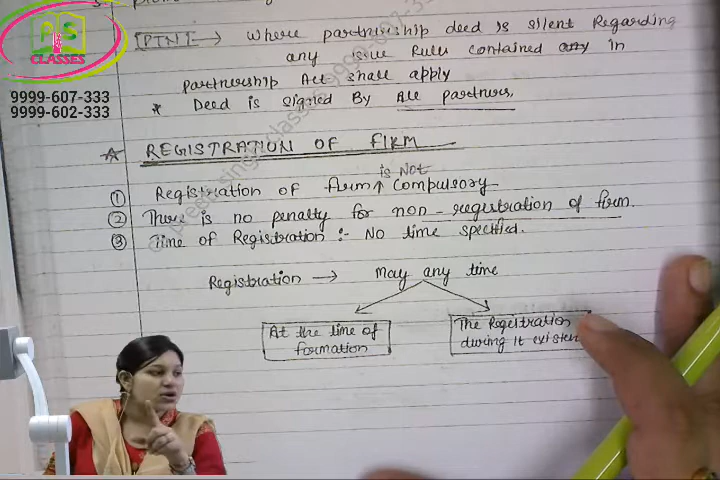 PS
CLASSES
9999-607-333
9999-602-333
[PTN]:→ Where partnership deed is silent Regarding
any issue Rules contained any in
partnership Act shall apply
* Deed is signed By All partners,
☆ REGISTRATION OF FIRM
is Not
① Registration of firm ↑ Compulsory
② There is no penalty for non-registration of firm.
③ Time of Registration:- No time specified.
Registration → May any time
At the time of
formation
The Registration
during it existen